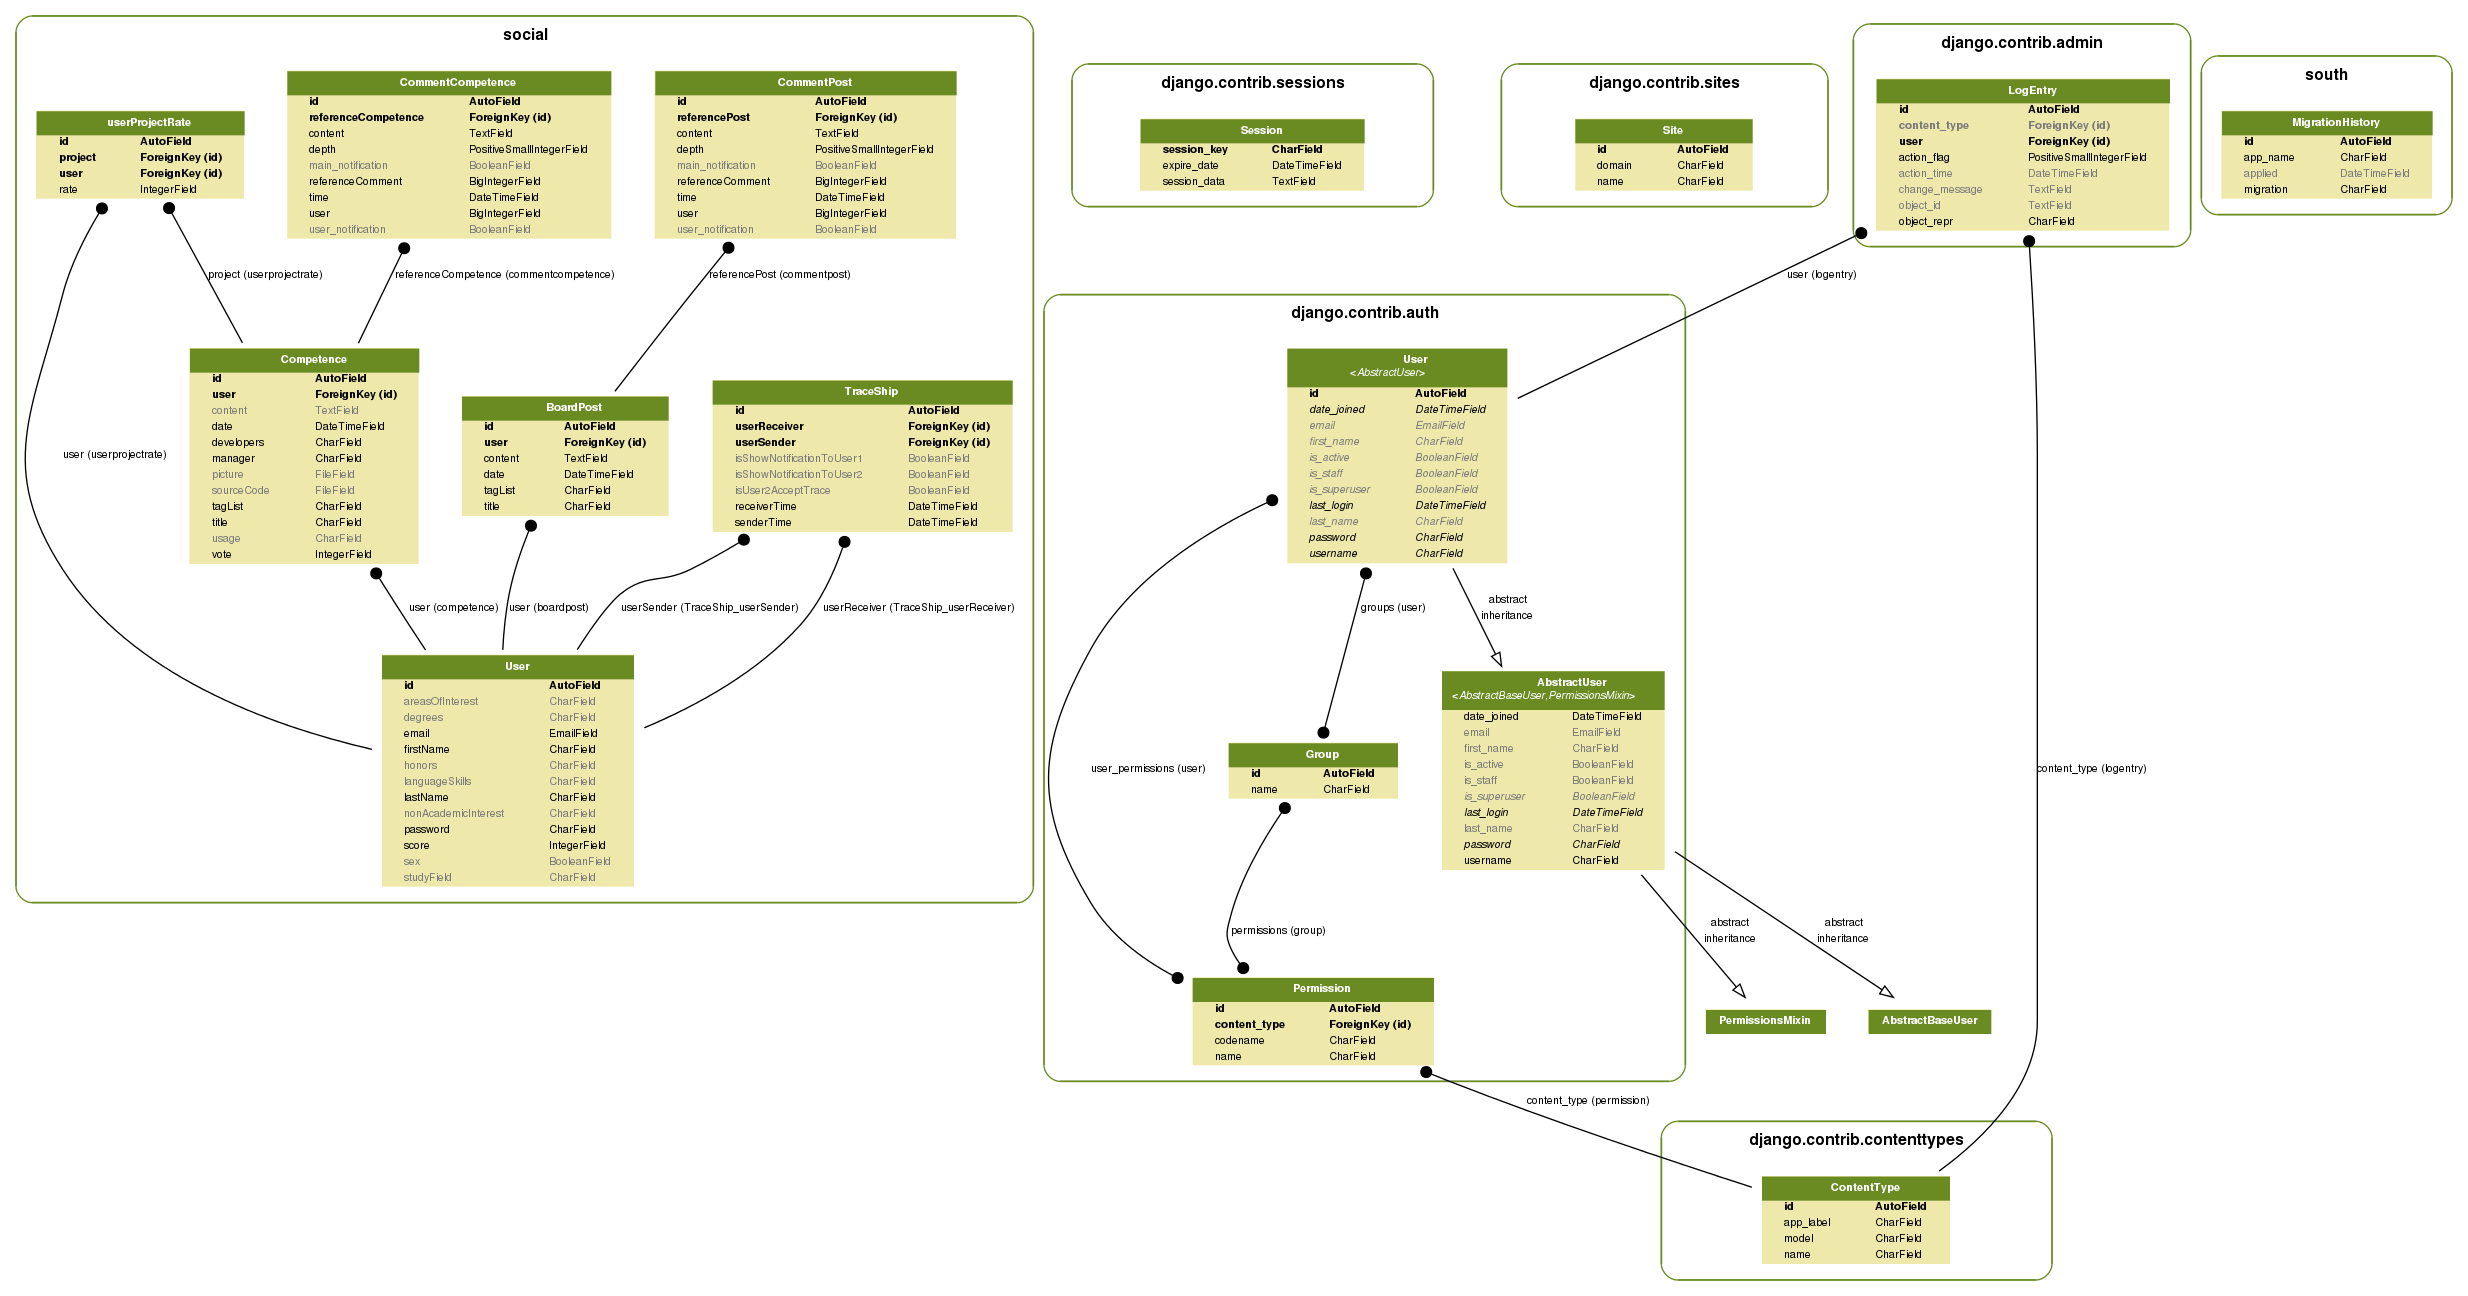 social
userProjectRate
id AutoField
project ForeignKey (id)
user ForeignKey (id)
rate IntegerField
CommentCompetence
id AutoField
referenceCompetence ForeignKey (id)
content TextField
depth PositiveSmallIntegerField
main_notification BooleanField
referenceComment BigIntegerField
time DateTimeField
user BigIntegerField
user_notification BooleanField
CommentPost
id AutoField
referencePost ForeignKey (id)
content TextField
depth PositiveSmallIntegerField
main_notification BooleanField
referenceComment BigIntegerField
time DateTimeField
user BigIntegerField
user_notification BooleanField
project (userprojectrate)
referenceCompetence (commentcompetence)
referencePost (commentpost)
Competence
id AutoField
user ForeignKey (id)
content TextField
date DateTimeField
developers CharField
manager CharField
picture FileField
sourceCode FileField
tagList CharField
title CharField
usage CharField
vote IntegerField
BoardPost
id AutoField
user ForeignKey (id)
content TextField
date DateTimeField
tagList CharField
title CharField
TraceShip
id AutoField
userReceiver ForeignKey (id)
userSender ForeignKey (id)
isShowNotificationToUser1 BooleanField
isShowNotificationToUser2 BooleanField
isUser2AcceptTrace BooleanField
receiverTime DateTimeField
senderTime DateTimeField
user (userprojectrate)
user (competence)
user (boardpost)
userSender (TraceShip_userSender)
userReceiver (TraceShip_userReceiver)
User
id AutoField
areasOfInterest CharField
degrees CharField
email EmailField
firstName CharField
honors CharField
languageSkills CharField
lastName CharField
nonAcademicInterest CharField
password CharField
score IntegerField
sex BooleanField
studyField CharField
django.contrib.sessions
Session
session_key CharField
expire_date DateTimeField
session_data TextField
django.contrib.sites
Site
id AutoField
domain CharField
name CharField
django.contrib.admin
LogEntry
id AutoField
content_type ForeignKey (id)
user ForeignKey (id)
action_flag PositiveSmallIntegerField
action_time DateTimeField
change_message TextField
object_id TextField
object_repr CharField
south
MigrationHistory
id AutoField
app_name CharField
applied DateTimeField
migration CharField
user (logentry)
django.contrib.auth
User
<AbstractUser>
id AutoField
date_joined DateTimeField
email EmailField
first_name CharField
is_active BooleanField
is_staff BooleanField
is_superuser BooleanField
last_login DateTimeField
last_name CharField
password CharField
username CharField
groups (user)
abstract
inheritance
AbstractUser
<AbstractBaseUser,PermissionsMixin>
date_joined DateTimeField
email EmailField
first_name CharField
is_active BooleanField
is_staff BooleanField
is_superuser BooleanField
last_login DateTimeField
last_name CharField
password CharField
username CharField
user_permissions (user)
Group
id AutoField
name CharField
content_type (logentry)
permissions (group)
abstract
inheritance
abstract
inheritance
Permission
id AutoField
content_type ForeignKey (id)
codename CharField
name CharField
PermissionsMixin
AbstractBaseUser
content_type (permission)
django.contrib.contenttypes
ContentType
id AutoField
app_label CharField
model CharField
name CharField